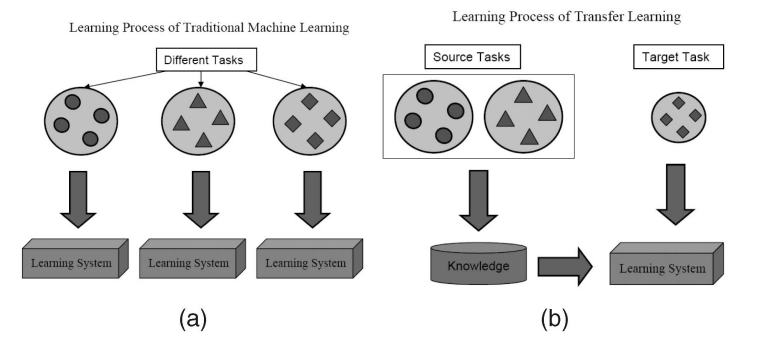 Learning Process of Traditional Machine Learning
Different Tasks
Learning System
Learning System
Learning System
(a)
Learning Process of Transfer Learning
Source Tasks
Target Task
Knowledge
Learning System
(b)